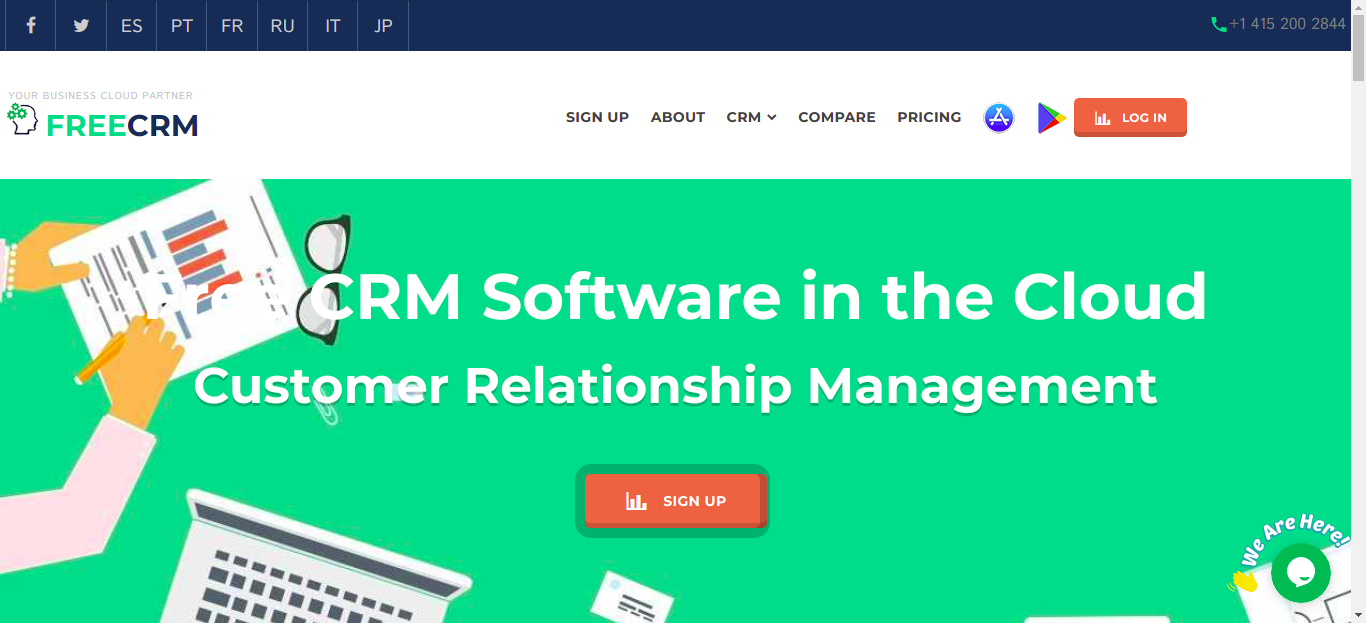 ES PT FR RU IT JP
+1 415 200 2844
YOUR BUSINESS CLOUD PARTNER
FREECRM
SIGN UP ABOUT CRM COMPARE PRICING LOG IN
Free CRM Software in the Cloud
Customer Relationship Management
SIGN UP
We Are Here!